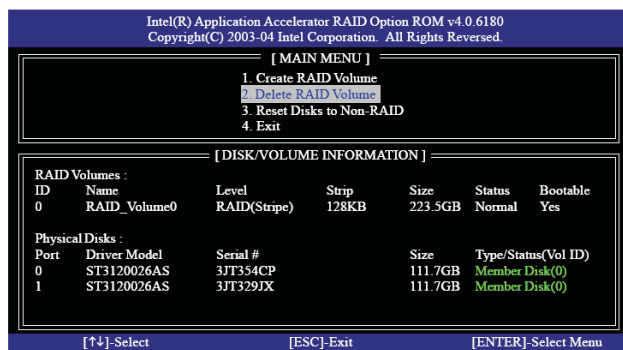 Intel(R) Application Accelerator RAID Option ROM v4.0.6180
Copyright(C) 2003-04 Intel Corporation. All Rights Reversed.
[ MAIN MENU ]
1. Create RAID Volume
2. Delete RAID Volume
3. Reset Disks to Non-RAID
4. Exit
[ DISK/VOLUME INFORMATION ]
RAID Volumes :
ID Name Level Strip Size Status Bootable
0 RAID_Volume0 RAID(Stripe) 128KB 223.5GB Normal Yes
Physical Disks :
Port Driver Model Serial # Size Type/Status(Vol ID)
0 ST3120026AS 3JT354CP 111.7GB Member Disk(0)
1 ST3120026AS 3JT329JX 111.7GB Member Disk(0)
[↑↓]-Select [ESC]-Exit [ENTER]-Select Menu